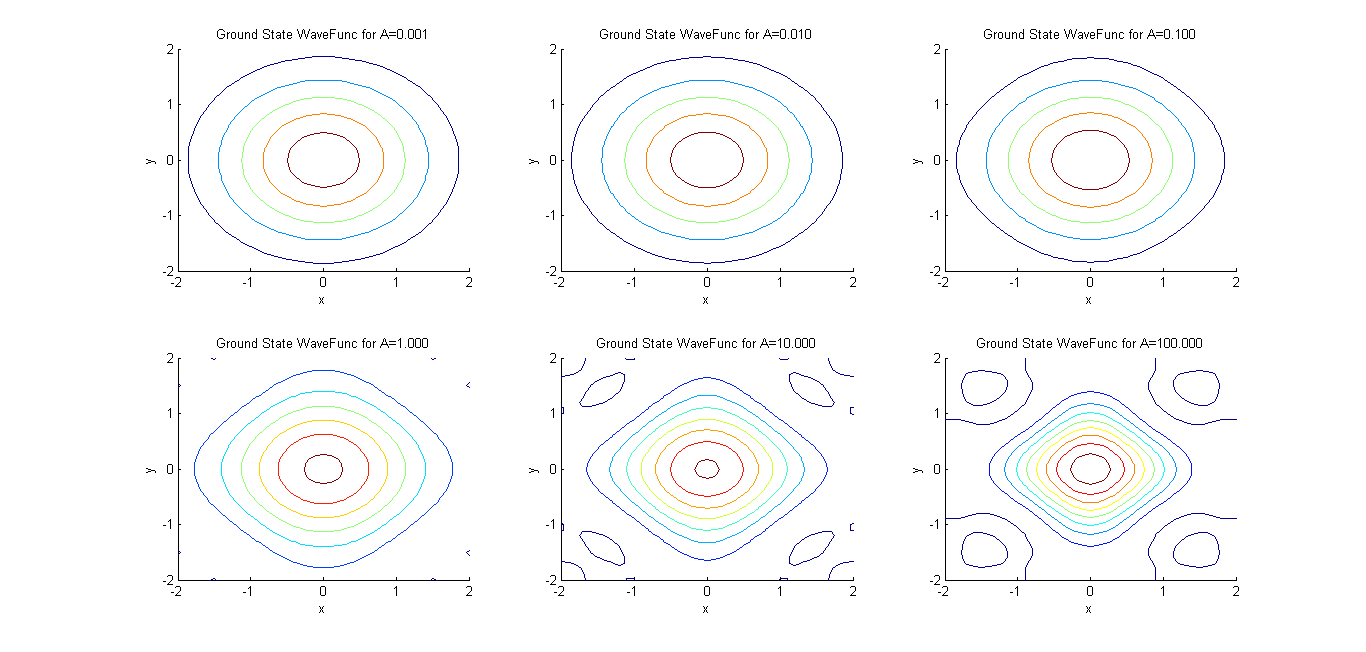 Ground State WaveFunc for A=0.001
2
1
0
-1
-2
y
-2 -1 0 1 2
x
Ground State WaveFunc for A=0.010
2
1
0
-1
-2
y
-2 -1 0 1 2
x
Ground State WaveFunc for A=0.100
2
1
0
-1
-2
y
-2 -1 0 1 2
x
Ground State WaveFunc for A=1.000
2
1
0
-1
-2
y
-2 -1 0 1 2
x
Ground State WaveFunc for A=10.000
2
1
0
-1
-2
y
-2 -1 0 1 2
x
Ground State WaveFunc for A=100.000
2
1
0
-1
-2
y
-2 -1 0 1 2
x